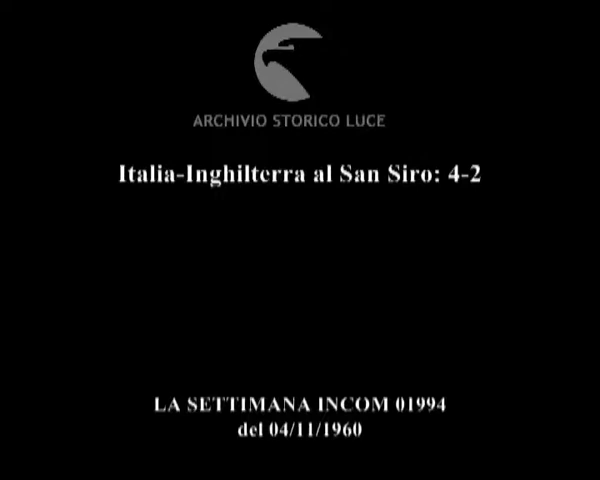 ARCHIVIO STORICO LUCE
Italia-Inghilterra al San Siro: 4-2
LA SETTIMANA INCOM 01994
del 04/11/1960